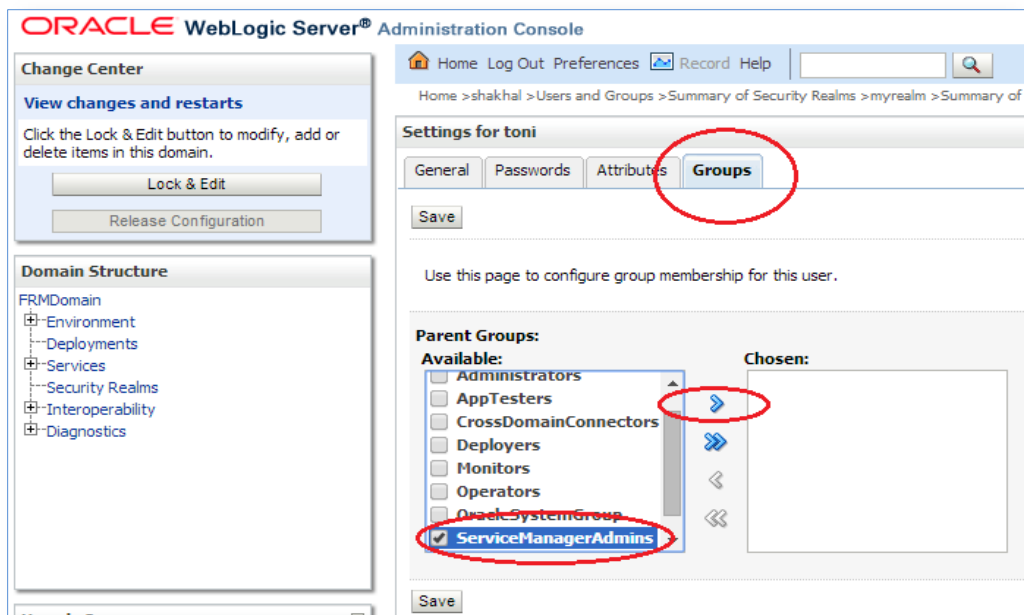 ORACLE WebLogic Server® Administration Console
Change Center
View changes and restarts
Click the Lock & Edit button to modify, add or
delete items in this domain.
Lock & Edit
Release Configuration
Domain Structure
FRMDomain
Environment
Deployments
Services
Security Realms
Interoperability
Diagnostics
Home Log Out Preferences Record Help
Home >shakhal >Users and Groups >Summary of Security Realms >myrealm >Summary of
Settings for toni
General Passwords Attributes Groups
Save
Use this page to configure group membership for this user.
Parent Groups:
Available: Chosen:
Administrators
AppTesters
CrossDomainConnectors
Deployers
Monitors
Operators
OracleSystemGroup
ServiceManagerAdmins
Save